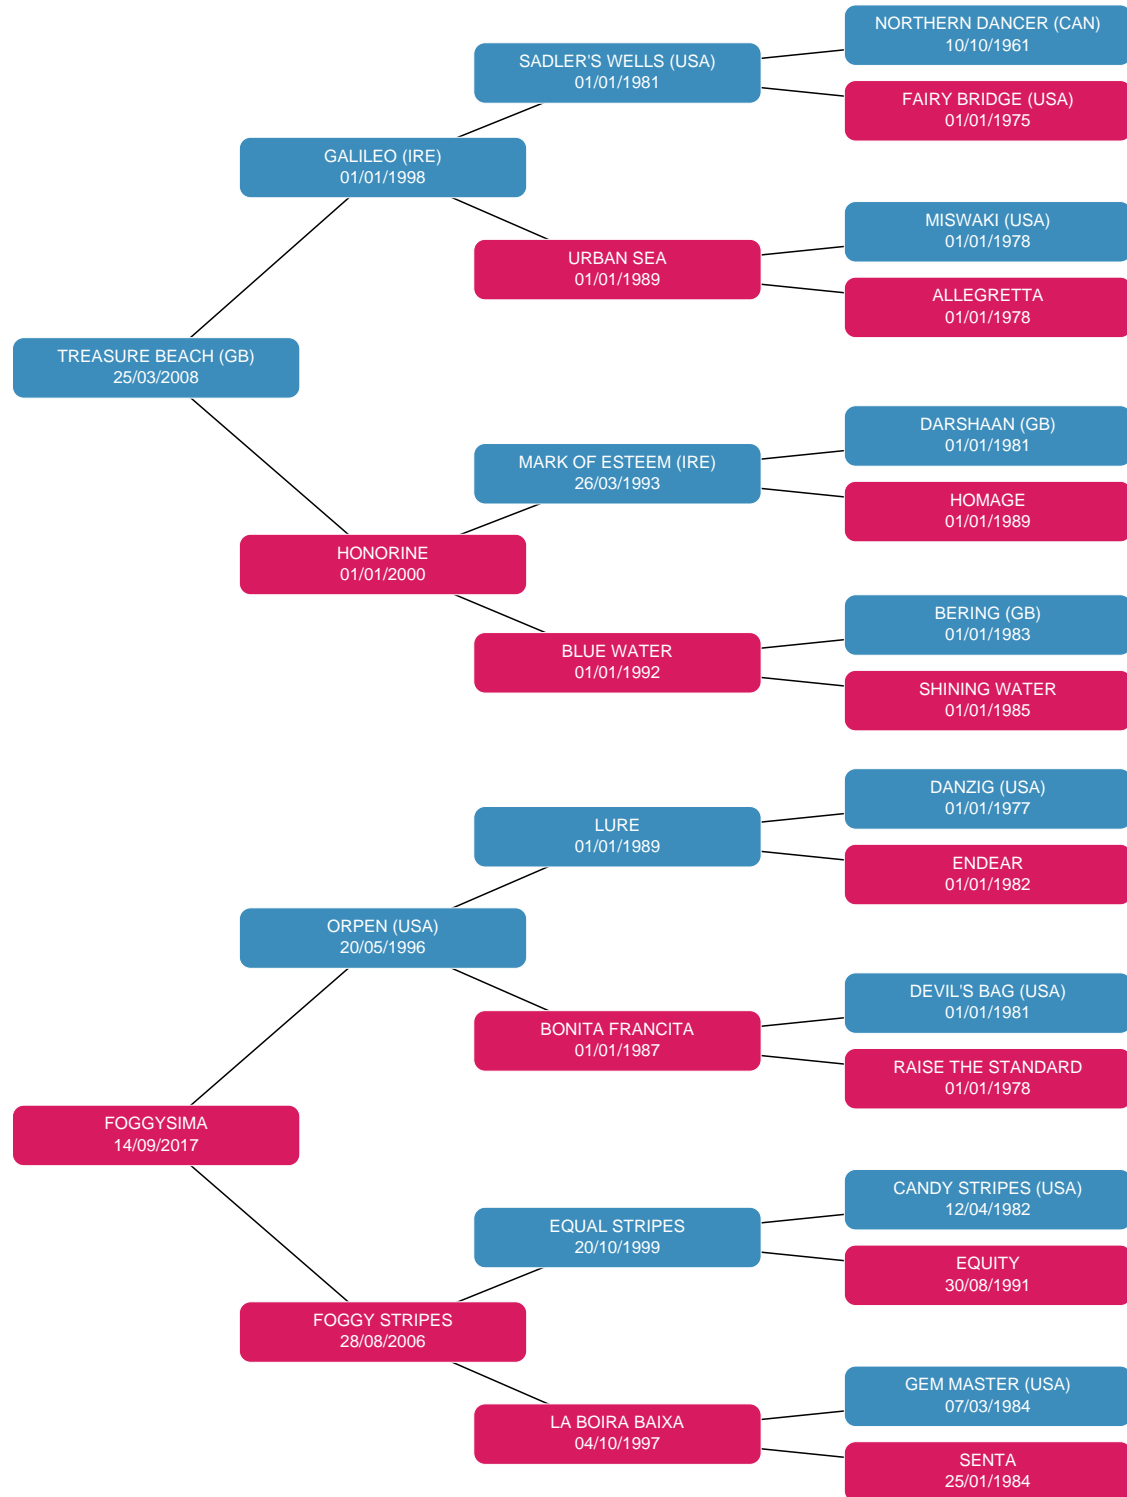 NORTHERN DANCER (CAN)
10/10/1961
SADLER'S WELLS (USA)
01/01/1981
FAIRY BRIDGE (USA)
01/01/1975
GALILEO (IRE)
01/01/1998
MISWAKI (USA)
01/01/1978
URBAN SEA
01/01/1989
ALLEGRETTA
01/01/1978
TREASURE BEACH (GB)
25/03/2008
DARSHAAN (GB)
01/01/1981
MARK OF ESTEEM (IRE)
26/03/1993
HOMAGE
01/01/1989
HONORINE
01/01/2000
BERING (GB)
01/01/1983
BLUE WATER
01/01/1992
SHINING WATER
01/01/1985
DANZIG (USA)
01/01/1977
LURE
01/01/1989
ENDEAR
01/01/1982
ORPEN (USA)
20/05/1996
DEVIL'S BAG (USA)
01/01/1981
BONITA FRANCITA
01/01/1987
RAISE THE STANDARD
01/01/1978
FOGGYSIMA
14/09/2017
CANDY STRIPES (USA)
12/04/1982
EQUAL STRIPES
20/10/1999
EQUITY
30/08/1991
FOGGY STRIPES
28/08/2006
GEM MASTER (USA)
07/03/1984
LA BOIRA BAIXA
04/10/1997
SENTA
25/01/1984